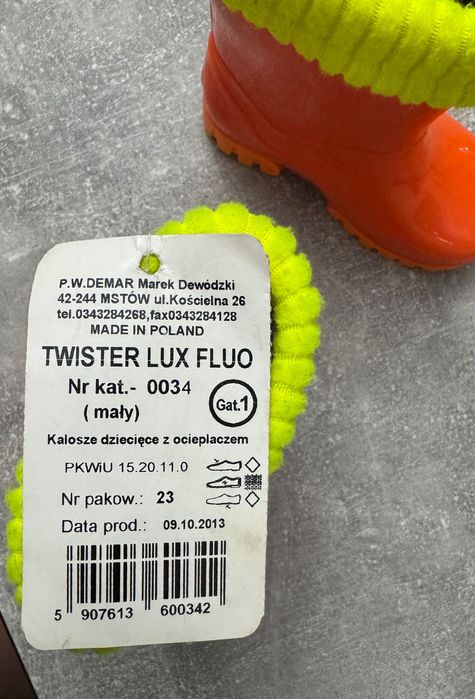 P.W.DEMAR Marek Dewódzki
42-244 MSTÓW ul.Kościelna 26
tel.0343284268,fax0343284128
MADE IN POLAND
TWISTER LUX FLUO
Nr kat.- 0034
( mały)
Gat.1
Kalosze dziecięce z ocieplaczem
PKWiU 15.20.11.0
Nr pakow.: 23
Data prod.: 09.10.2013
5 907613 600342